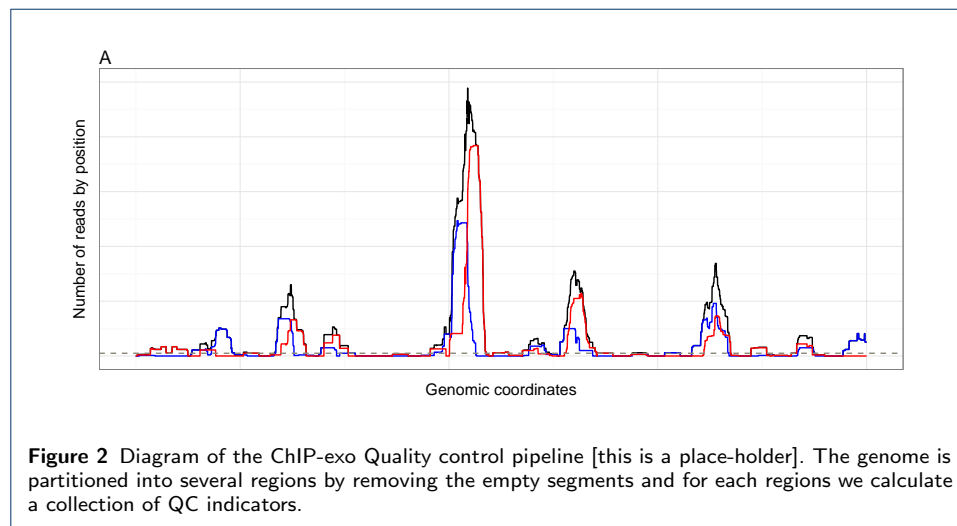 A
Number of reads by position
Genomic coordinates
Figure 2 Diagram of the ChIP-exo Quality control pipeline [this is a place-holder]. The genome is
partitioned into several regions by removing the empty segments and for each regions we calculate
a collection of QC indicators.